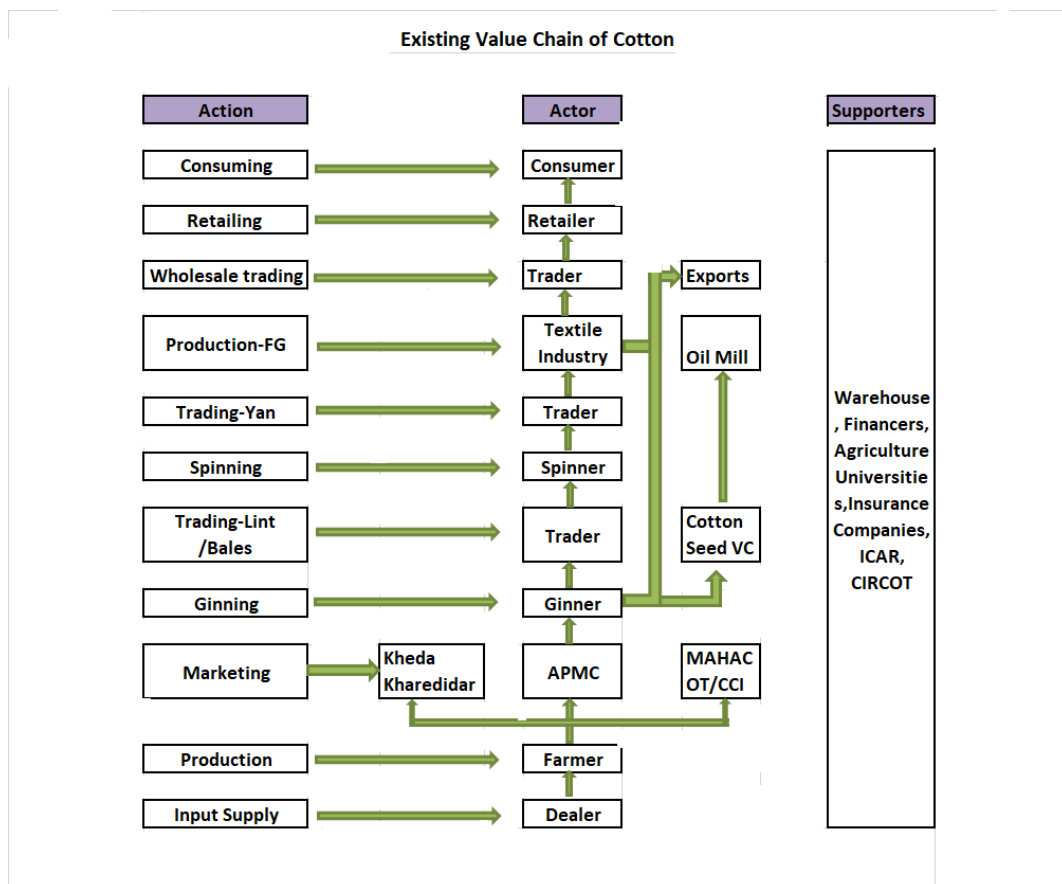 Existing Value Chain of Cotton
Action
Actor
Supporters
Consuming
Consumer
Retailing
Retailer
Wholesale trading
Trader
Exports
Production-FG
Textile
Industry
Oil Mill
Trading-Yan
Trader
Spinning
Spinner
Trading-Lint
/Bales
Trader
Cotton
Seed VC
Ginning
Ginner
Marketing
Kheda
Kharedidar
APMC
MAHAC
OT/CCI
Production
Farmer
Input Supply
Dealer
Warehouse
, Financers,
Agriculture
Universitie
s,Insurance
Companies,
ICAR,
CIRCOT